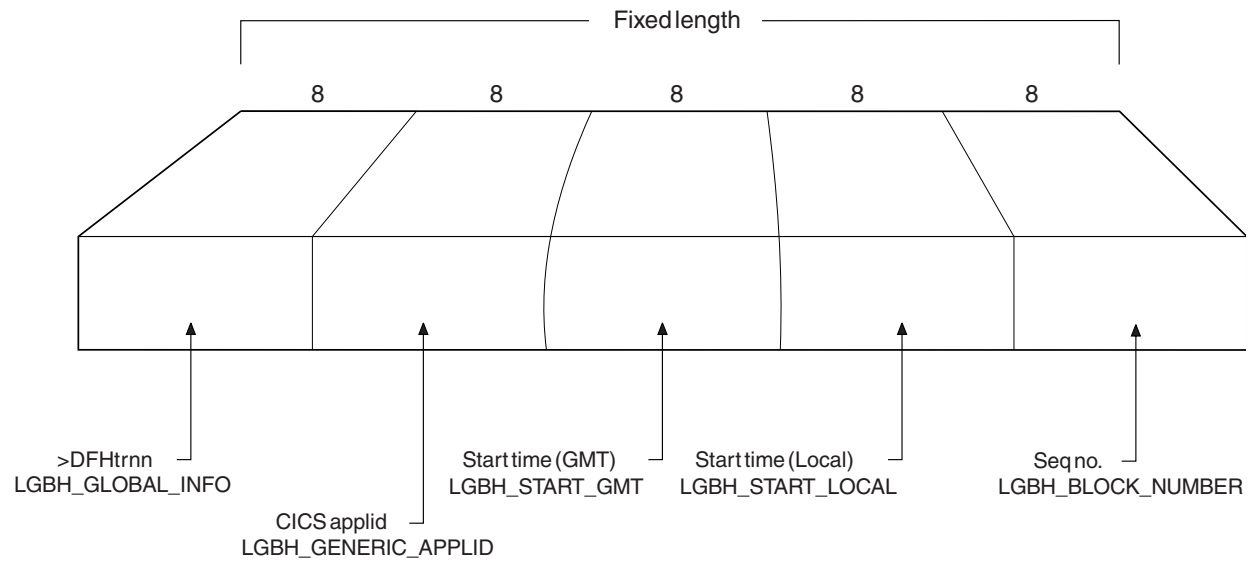 Fixed length
8 8 8 8 8
>DFHtrnn
LGBH_GLOBAL_INFO
CICS applid
LGBH_GENERIC_APPLID
Start time (GMT)
LGBH_START_GMT
Start time (Local)
LGBH_START_LOCAL
Seq no.
LGBH_BLOCK_NUMBER